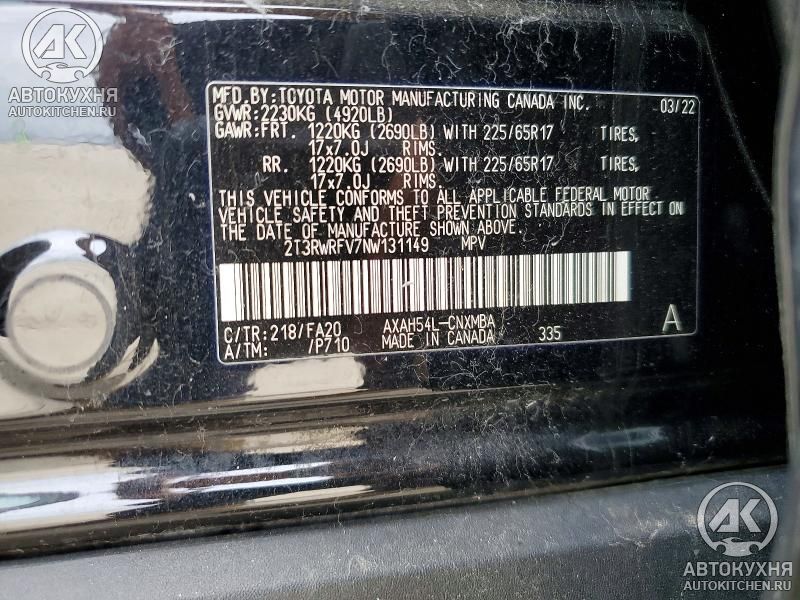 AK
АВТОКУХНЯ
AUTOKITCHEN.RU
MFD.BY:TOYOTA MOTOR MANUFACTURING CANADA INC. 03/22
GVWR:2230KG (4920LB)
GAWR:FRT. 1220KG (2690LB) WITH 225/65R17 TIRES,
17x7.0J RIMS.
RR. 1220KG (2690LB) WITH 225/65R17 TIRES,
17x7.0J RIMS.
THIS VEHICLE CONFORMS TO ALL APPLICABLE FEDERAL MOTOR
VEHICLE SAFETY AND THEFT PREVENTION STANDARDS IN EFFECT ON
THE DATE OF MANUFACTURE SHOWN ABOVE.
2T3RWRFV7NW131149 MPV
C/TR:218/FA20 AXAH54L-CNXMBA 335 A
A/TM: /P710 MADE IN CANADA
AK
АВТОКУХНЯ
AUTOKITCHEN.RU